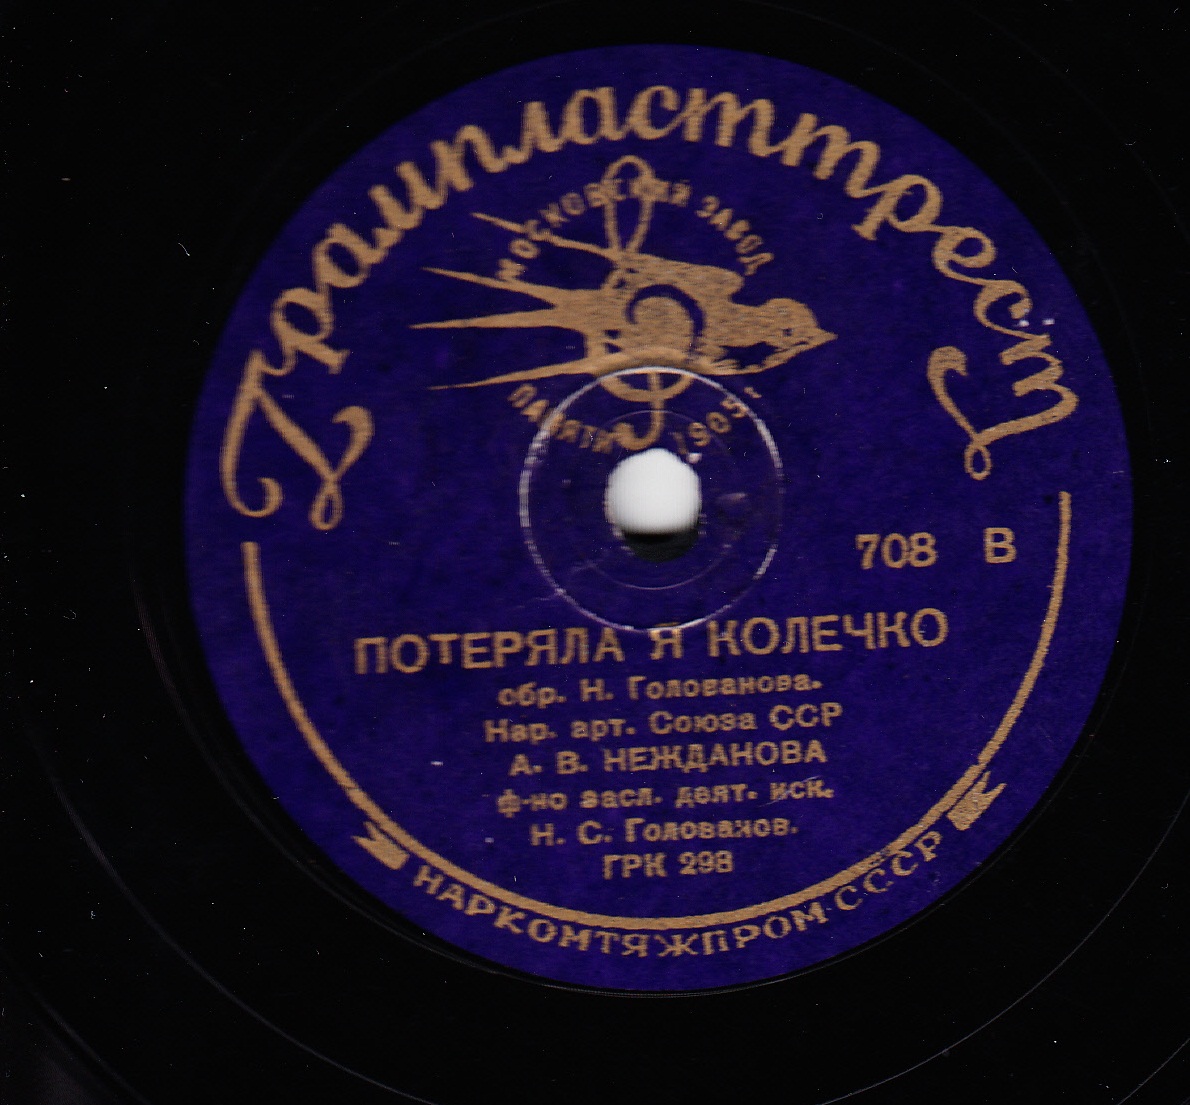 Грампласттрест
МОСКОВСКИЙ ЗАВОД
ПАМЯТИ 1905 г.
708 В
ПОТЕРЯЛА Я КОЛЕЧКО
обр. Н. Голованова.
Нар. арт. Союза ССР
А. В. НЕЖДАНОВА
ф-но засл. деят. иск.
Н. С. Голованов.
ГРК 298
НАРКОМТЯЖПРОМ·СССР